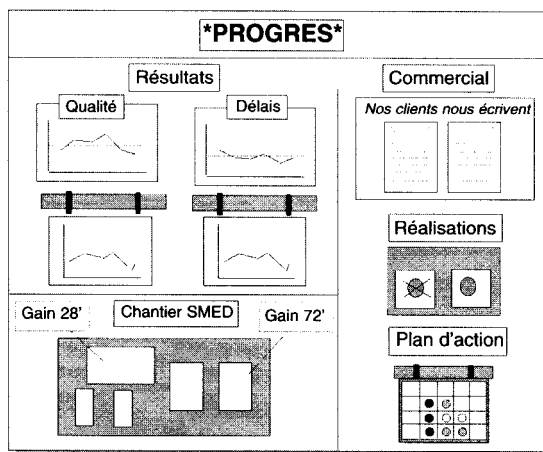 *PROGRES*
Résultats
Qualité
Délais
Commercial
Nos clients nous écrivent
Réalisations
Gain 28'
Chantier SMED
Gain 72'
Plan d'action